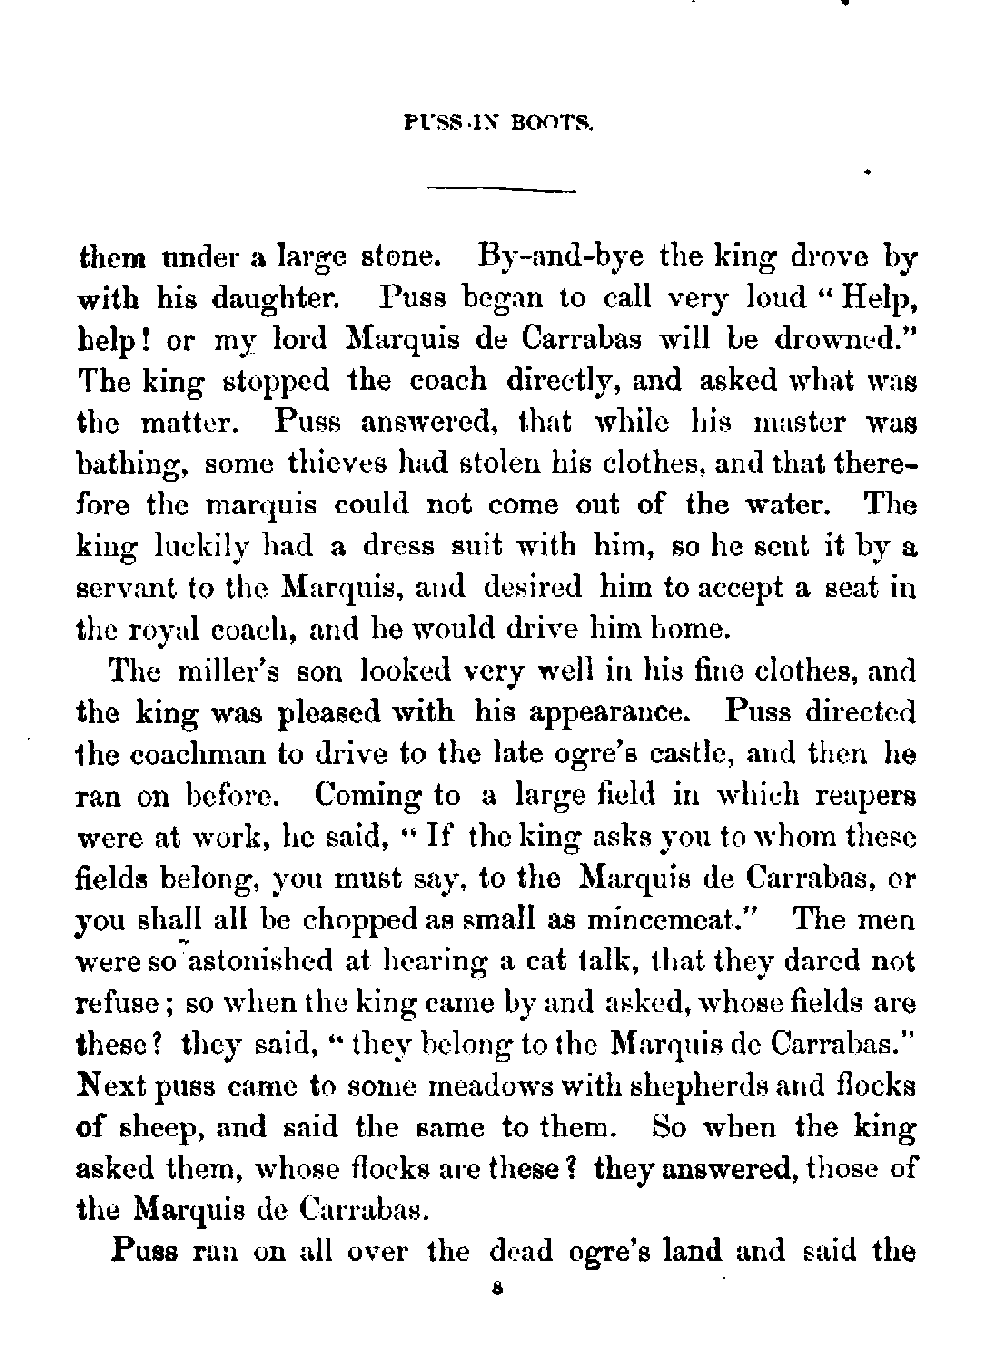 PUSS IN BOOTS.
them under a large stone. By-and-bye the king drove by
with his daughter. Puss began to call very loud "Help,
help! or my lord Marquis de Carrabas will be drowned."
The king stopped the coach directly, and asked what was
the matter. Puss answered, that while his master was
bathing, some thieves had stolen his clothes, and that there-
fore the marquis could not come out of the water. The
king luckily had a dress suit with him, so he sent it by a
servant to the Marquis, and desired him to accept a seat in
the royal coach, and he would drive him home.
The miller's son looked very well in his fine clothes, and
the king was pleased with his appearance. Puss directed
the coachman to drive to the late ogre's castle, and then he
ran on before. Coming to a large field in which reapers
were at work, he said, "If the king asks you to whom these
fields belong, you must say, to the Marquis de Carrabas, or
you shall all be chopped as small as mincemeat." The men
were so astonished at hearing a cat talk, that they dared not
refuse; so when the king came by and asked, whose fields are
these? they said, "they belong to the Marquis de Carrabas."
Next puss came to some meadows with shepherds and flocks
of sheep, and said the same to them. So when the king
asked them, whose flocks are these? they answered, those of
the Marquis de Carrabas.
Puss ran on all over the dead ogre's land and said the
8